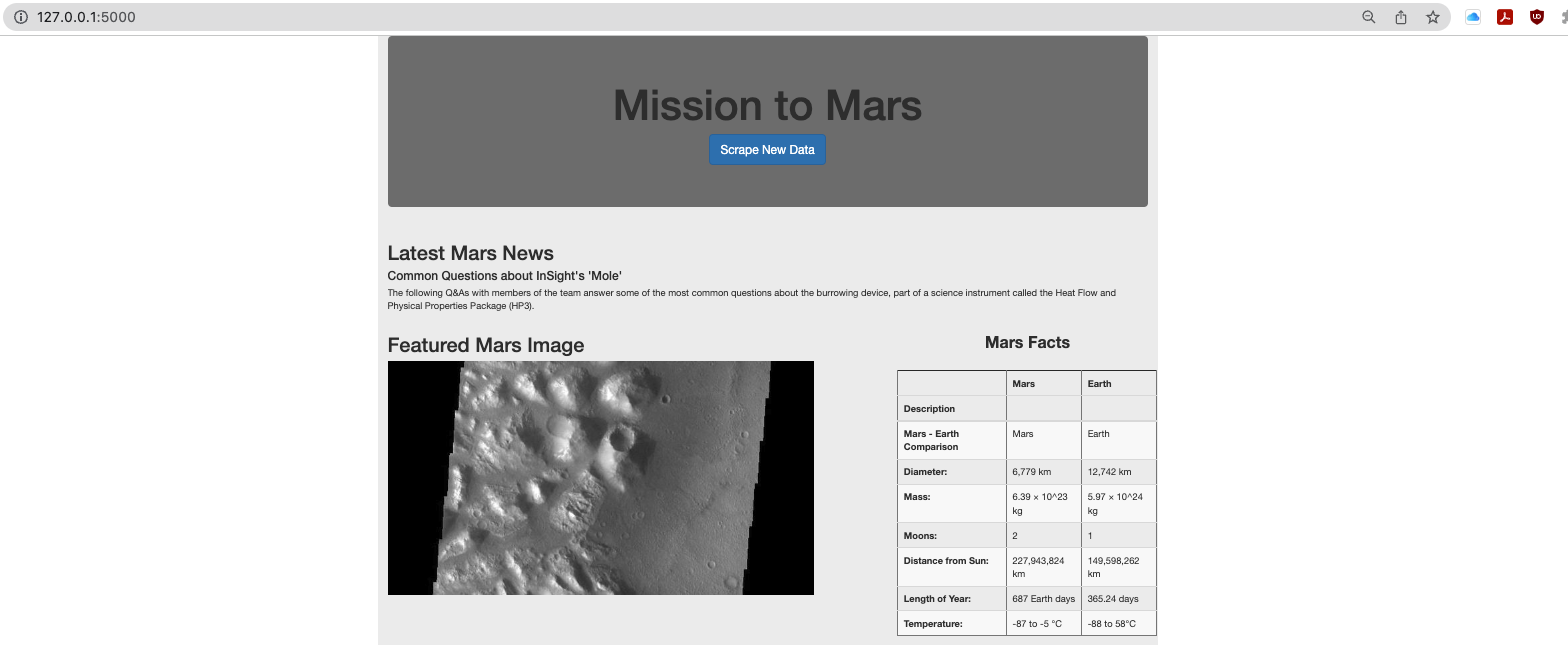 127.0.0.1:5000
Mission to Mars
Scrape New Data
Latest Mars News
Common Questions about InSight's 'Mole'
The following Q&As with members of the team answer some of the most common questions about the burrowing device, part of a science instrument called the Heat Flow and
Physical Properties Package (HP3).
Featured Mars Image
Mars Facts
Mars Earth
Description
Mars - Earth
Comparison Mars Earth
Diameter: 6,779 km 12,742 km
Mass: 6.39 × 10^23
kg 5.97 × 10^24
kg
Moons: 2 1
Distance from Sun: 227,943,824
km 149,598,262
km
Length of Year: 687 Earth days 365.24 days
Temperature: -87 to -5 °C -88 to 58°C